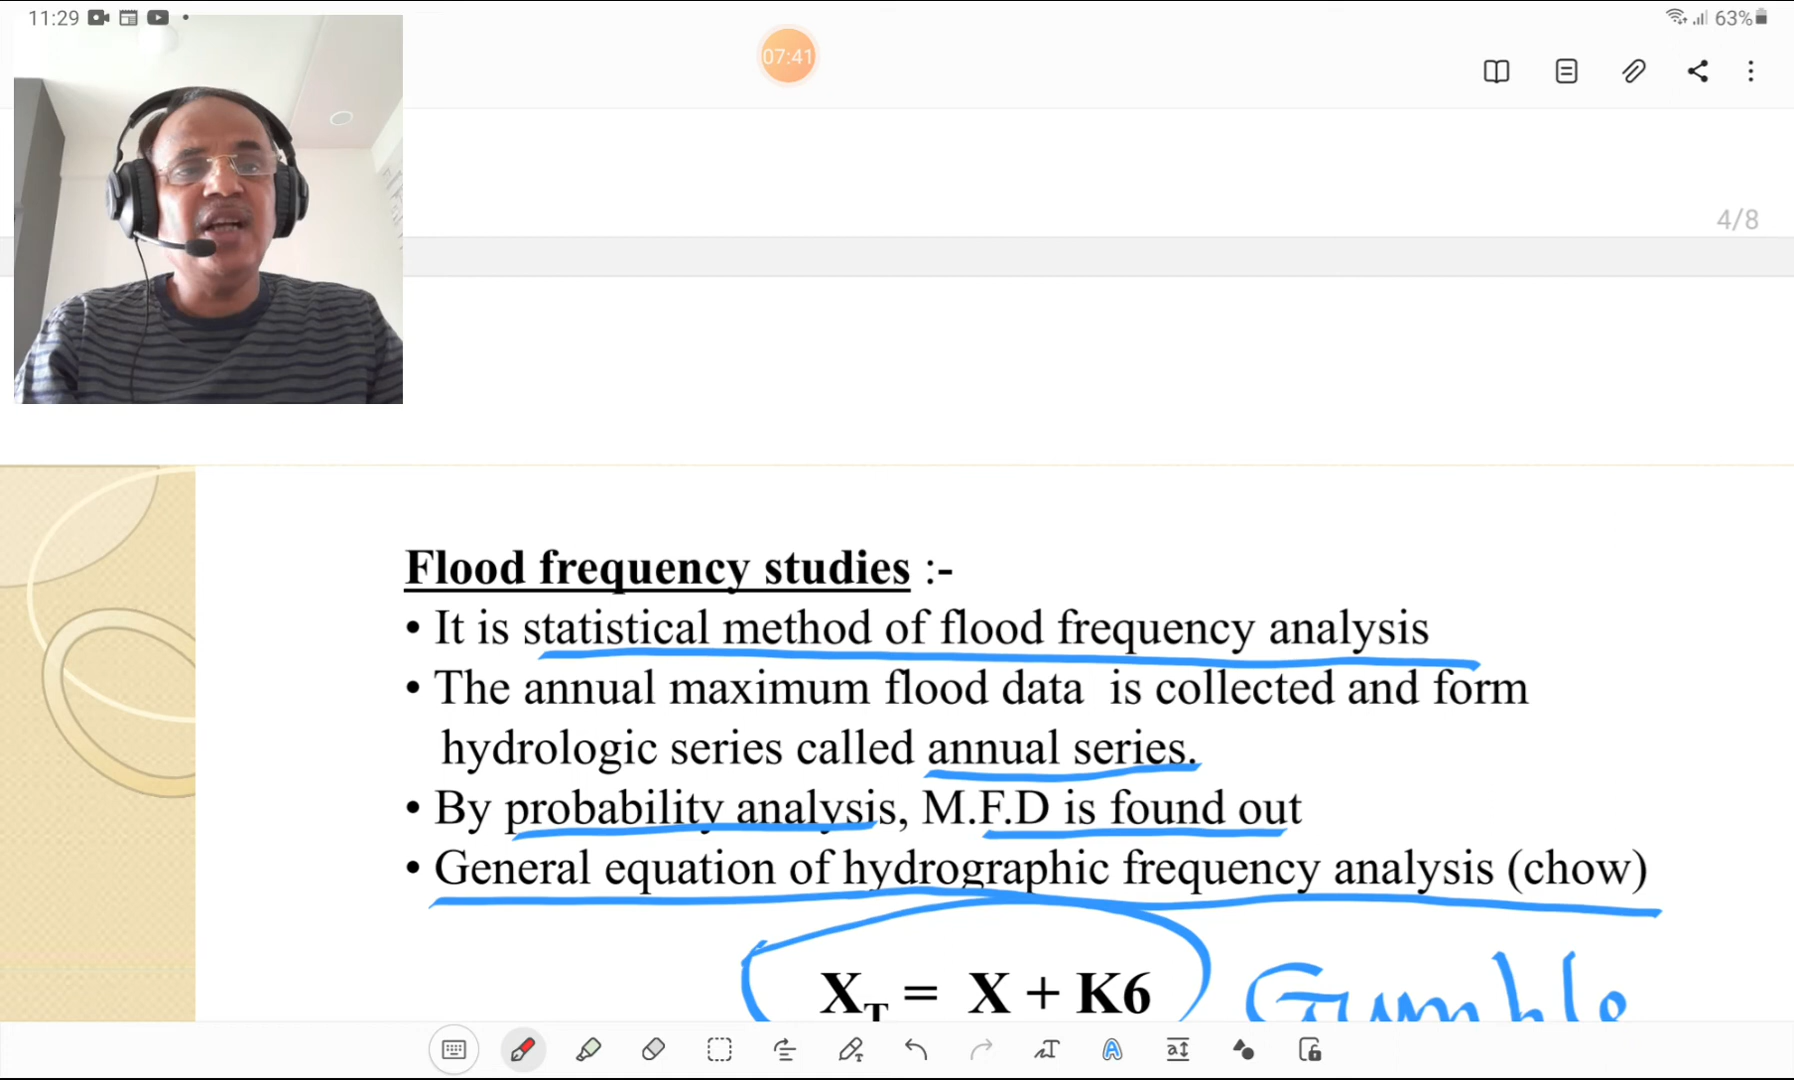 11:29
63%
07:41
4/8
Flood frequency studies :-
• It is statistical method of flood frequency analysis
• The annual maximum flood data is collected and form
hydrologic series called annual series.
• By probability analysis, M.F.D is found out
• General equation of hydrographic frequency analysis (chow)
X_T = X + K6
Gumble